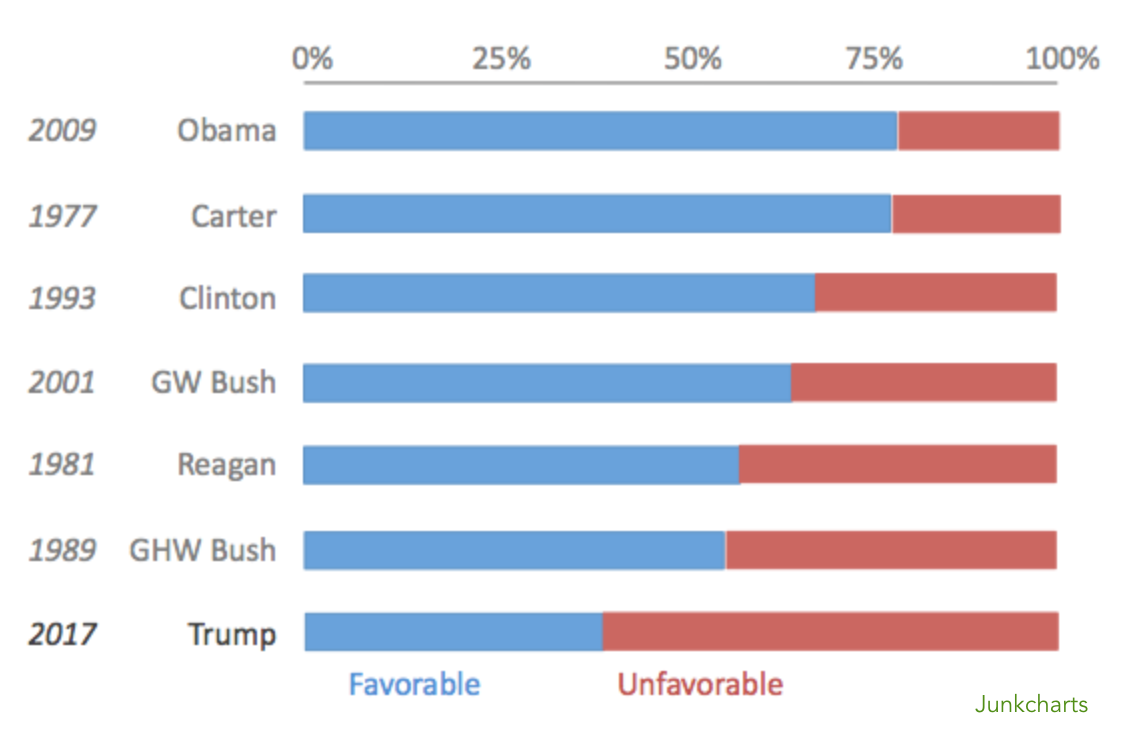 0% 25% 50% 75% 100%
2009 Obama
1977 Carter
1993 Clinton
2001 GW Bush
1981 Reagan
1989 GHW Bush
2017 Trump
Favorable Unfavorable
Junkcharts